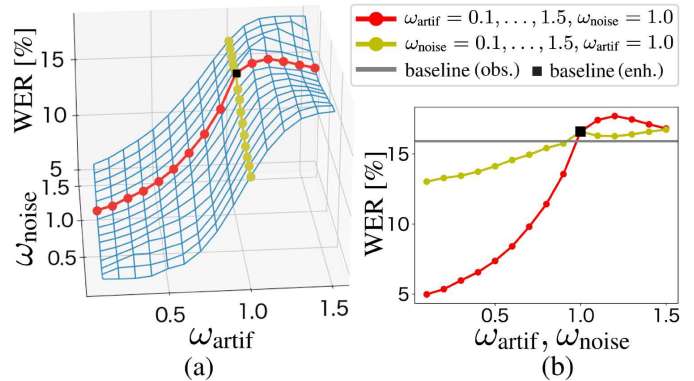 ω_artif = 0.1, . . . , 1.5, ω_noise = 1.0
ω_noise = 0.1, . . . , 1.5, ω_artif = 1.0
baseline (obs.) baseline (enh.)
WER [%]
15
10
5
1.5
1.0
0.5
ω_noise
0.5
1.0
1.5
ω_artif
(a)
WER [%]
15
10
5
0.5
1.0
1.5
ω_artif, ω_noise
(b)